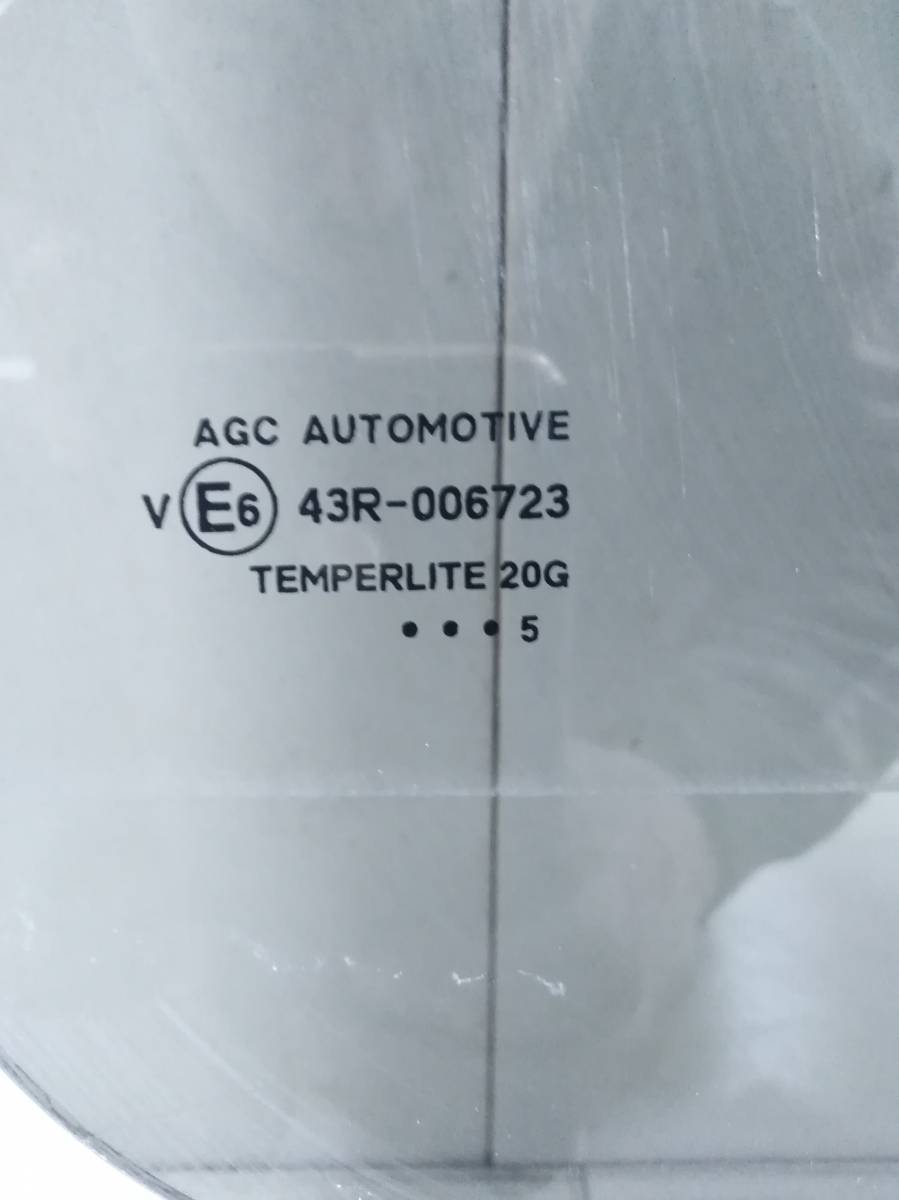 AGC AUTOMOTIVE
V E6 43R-006723
TEMPERLITE 20G
• • • 5